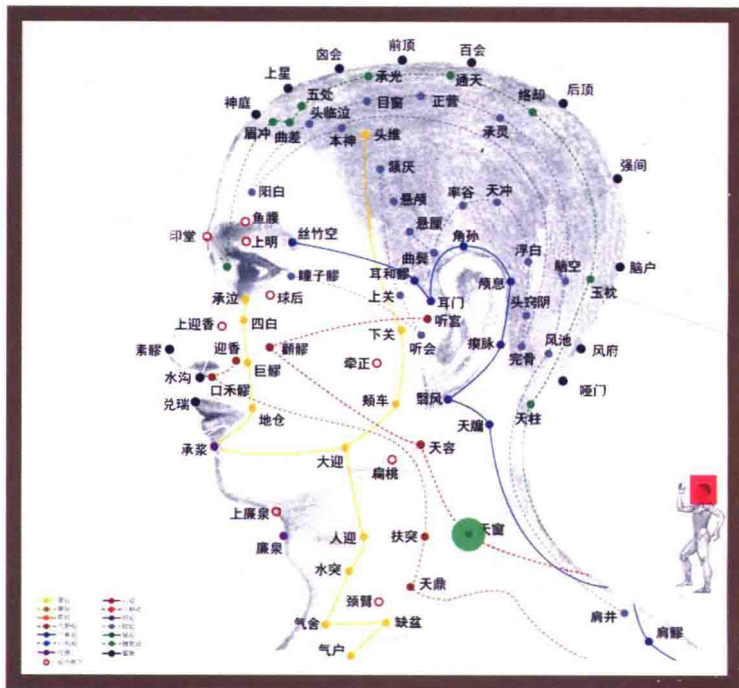 前顶
百会
囟会
承光
通天
上星
络却
后顶
五处
目窗
正营
神庭
头临泣
承灵
眉冲
曲差
本神
头维
强间
颔厌
率谷
天冲
阳白
悬颅
鱼腰
悬厘
印堂
上明
丝竹空
角孙
浮白
曲鬓
脑空
脑户
瞳子髎
耳和髎
颅息
承泣
球后
上关
耳门
头窍阴
玉枕
四白
听宫
上迎香
下关
听会
素髎
迎香
顴髎
瘈脉
风池
风府
巨髎
牵正
完骨
水沟
口禾髎
哑门
兑瑞
颊车
翳风
地仓
天牖
天柱
承浆
天容
大迎
扁桃
上廉泉
天窗
廉泉
人迎
扶突
水突
天鼎
颈臂
气舍
缺盆
肩井
肩髎
气户